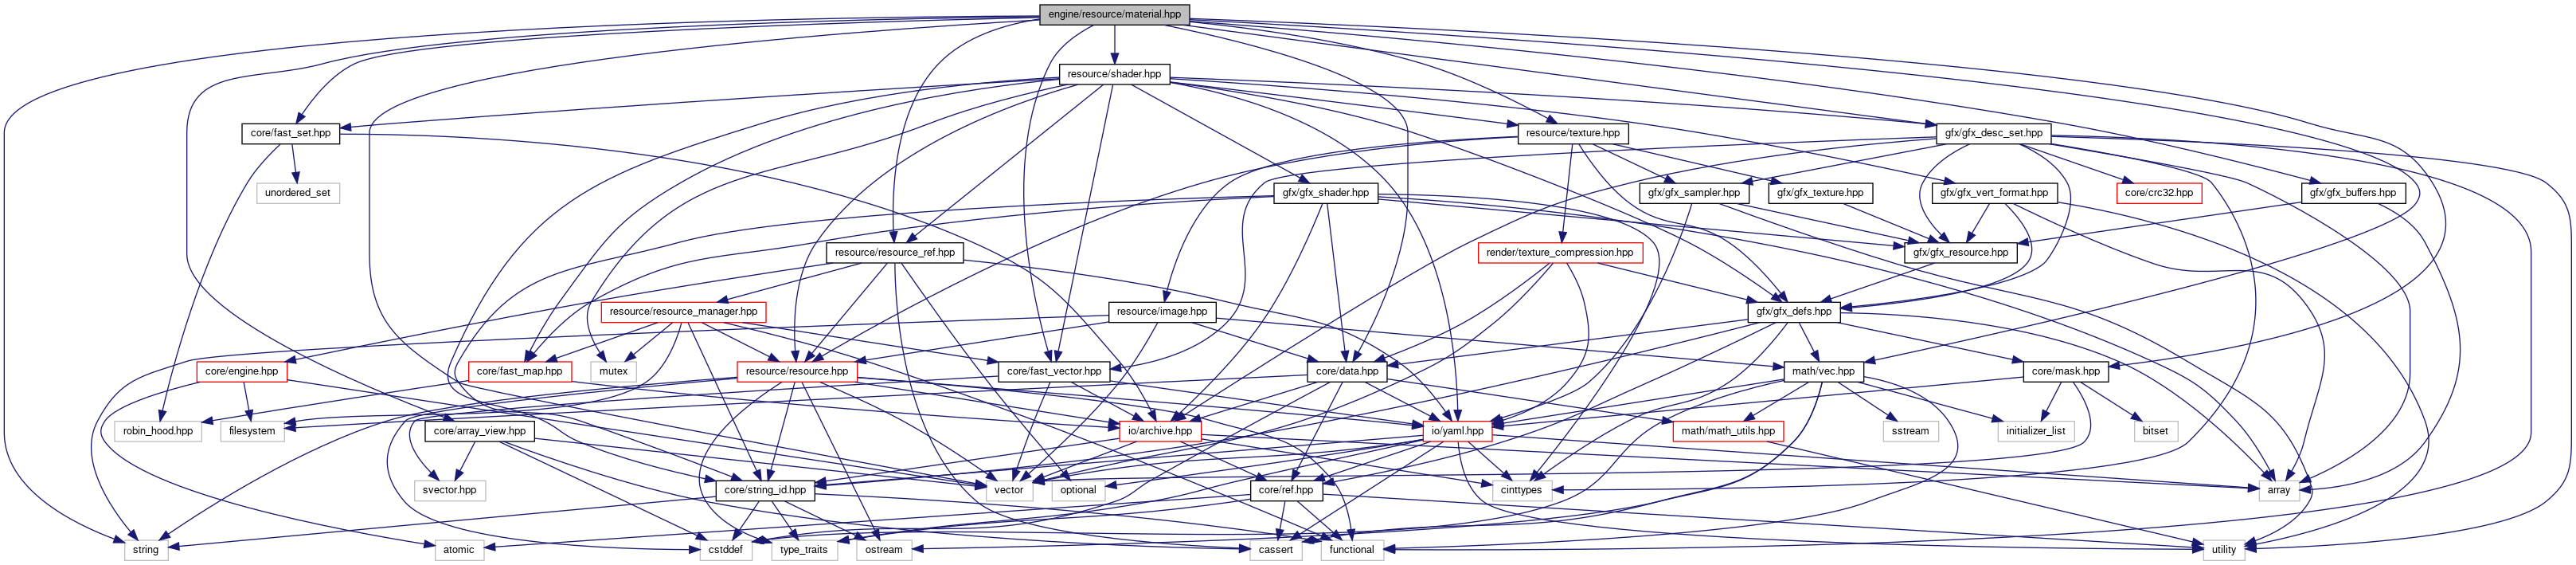 engine/resource/material.hpp
resource/shader.hpp
core/fast_set.hpp
resource/texture.hpp
gfx/gfx_desc_set.hpp
unordered_set
gfx/gfx_shader.hpp
gfx/gfx_sampler.hpp
gfx/gfx_texture.hpp
gfx/gfx_vert_format.hpp
core/crc32.hpp
gfx/gfx_buffers.hpp
resource/resource_ref.hpp
render/texture_compression.hpp
gfx/gfx_resource.hpp
resource/resource_manager.hpp
resource/image.hpp
gfx/gfx_defs.hpp
core/engine.hpp
core/fast_map.hpp
mutex
resource/resource.hpp
core/fast_vector.hpp
core/data.hpp
math/vec.hpp
core/mask.hpp
robin_hood.hpp
filesystem
core/array_view.hpp
io/archive.hpp
io/yaml.hpp
math/math_utils.hpp
sstream
initializer_list
bitset
svector.hpp
core/string_id.hpp
vector
optional
core/ref.hpp
cinttypes
array
string
atomic
cstddef
type_traits
ostream
cassert
functional
utility